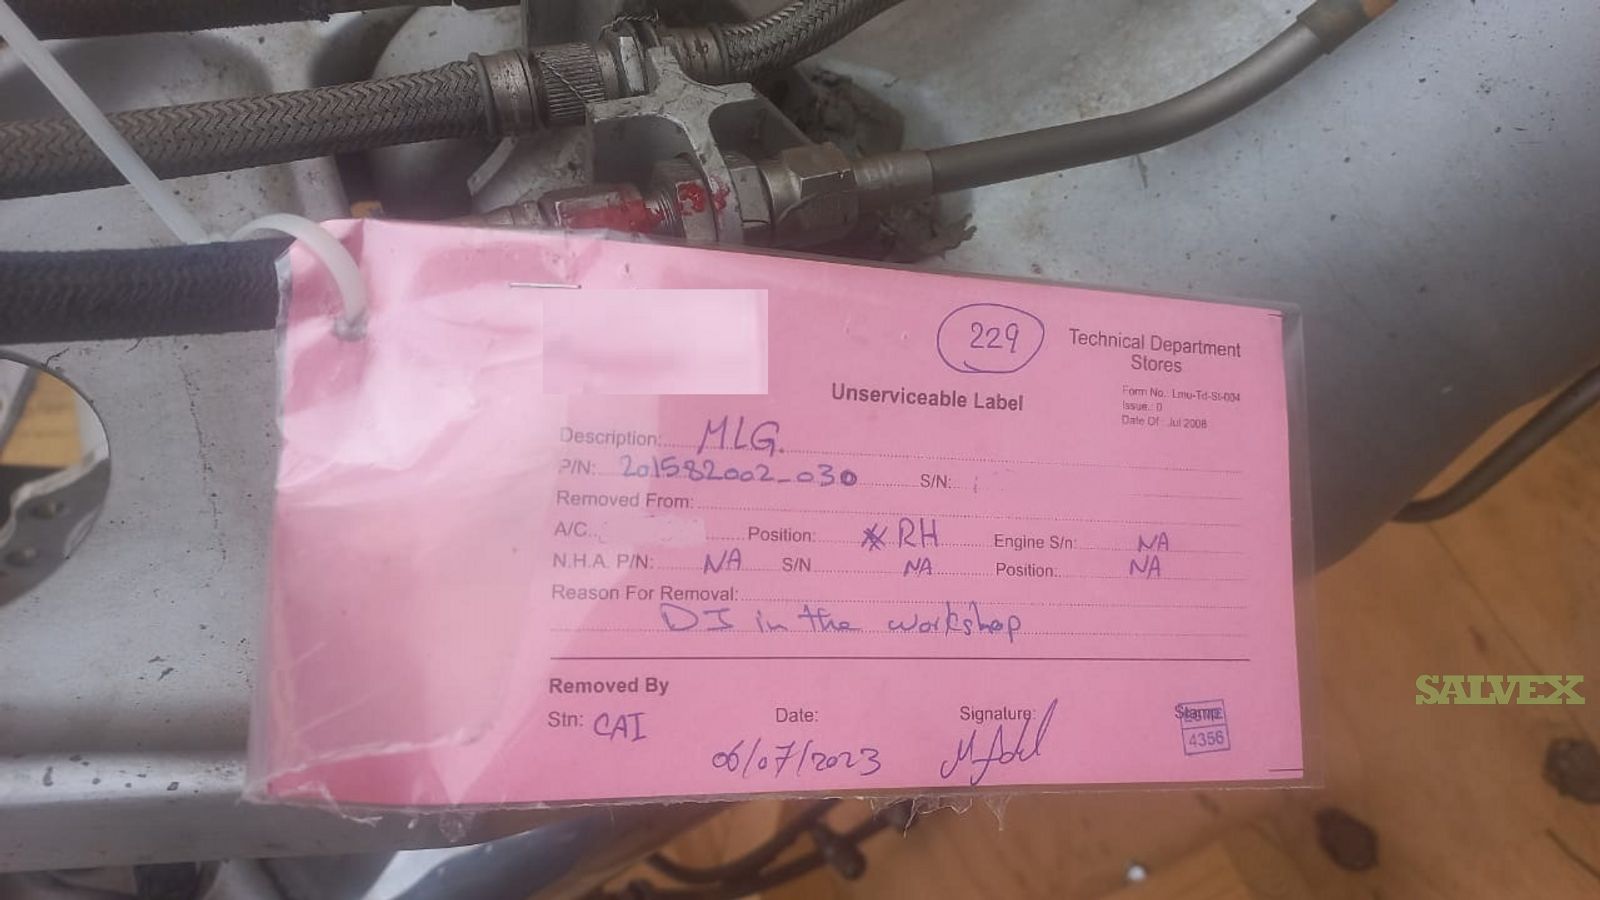 229
Technical Department
Stores
Unserviceable Label
Form No.: Lmu-Td-St-004
Issue.: 0
Date Of : Jul 2008
Description: MLG.
P/N: 201582002-030 S/N:
Removed From:
A/C.. Position: RH Engine S/n: NA
N.H.A. P/N: NA S/N NA Position: NA
Reason For Removal:
DI in the workshop
Removed By
Stn: CAI Date: 06/07/2023 Signature: Stamp
4356
SALVEX